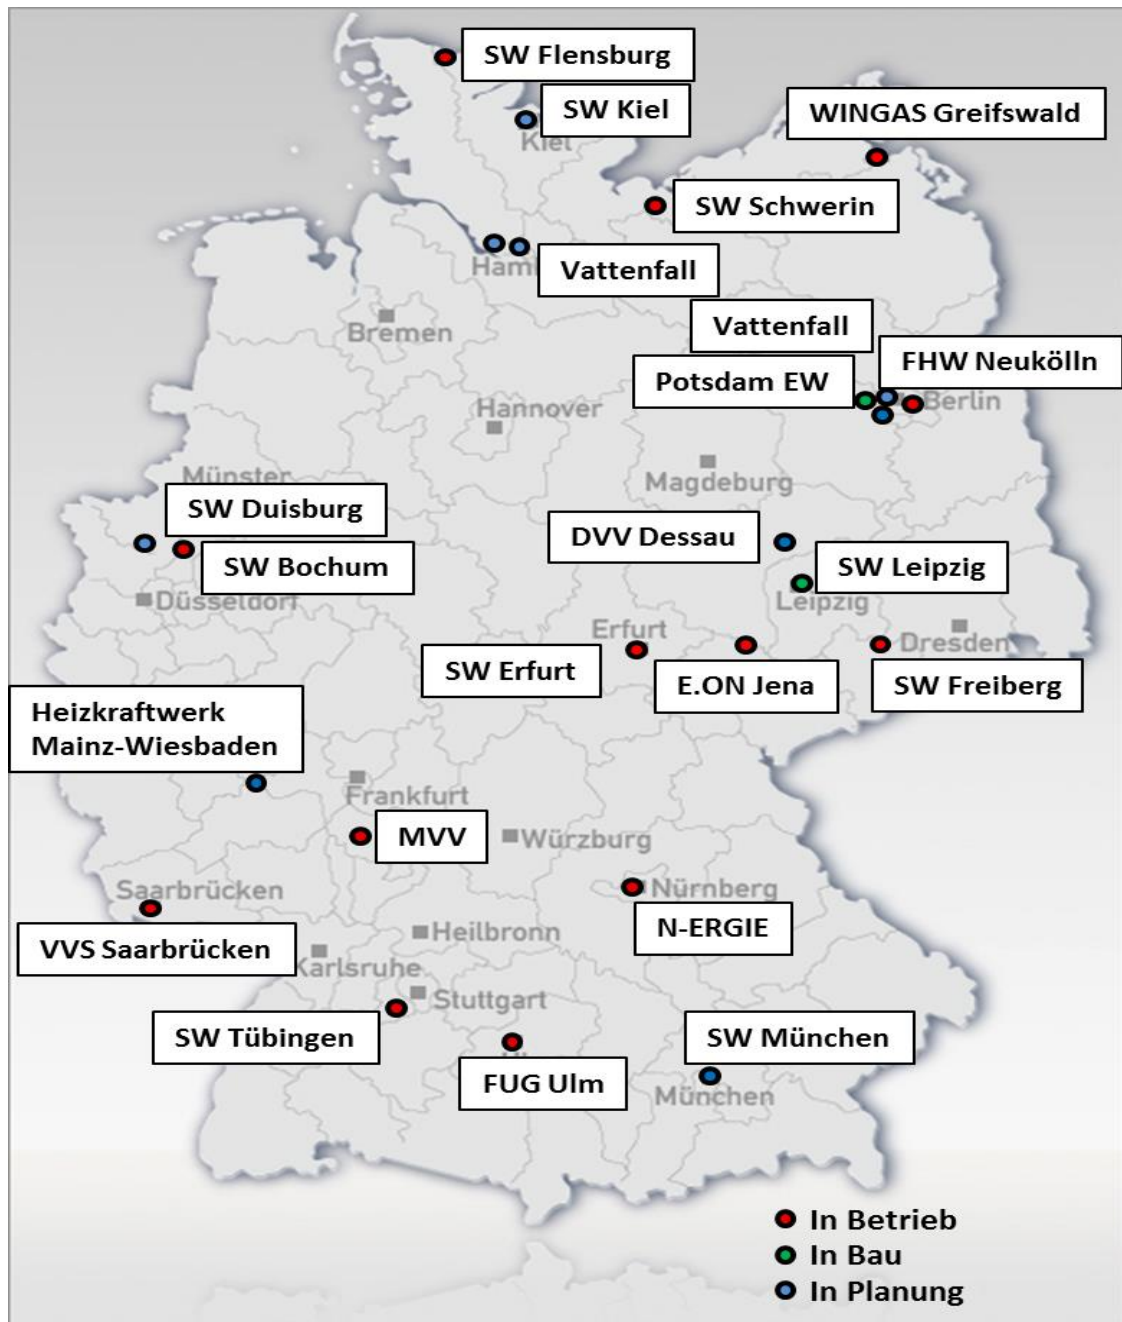 SW Flensburg
SW Kiel
Kiel
WINGAS Greifswald
SW Schwerin
Ham
Vattenfall
Bremen
Vattenfall
FHW Neukölln
Potsdam EW
Berlin
Hannover
Magdeburg
Münster
SW Duisburg
SW Bochum
DVV Dessau
SW Leipzig
Leipzig
Düsseldorf
Erfurt
Dresden
SW Erfurt
E.ON Jena
SW Freiberg
Heizkraftwerk
Mainz-Wiesbaden
Frankfurt
MVV
Würzburg
Saarbrücken
Nürnberg
N-ERGIE
VVS Saarbrücken
Heilbronn
Karlsruhe
Stuttgart
SW Tübingen
SW München
FUG Ulm
München
In Betrieb
In Bau
In Planung